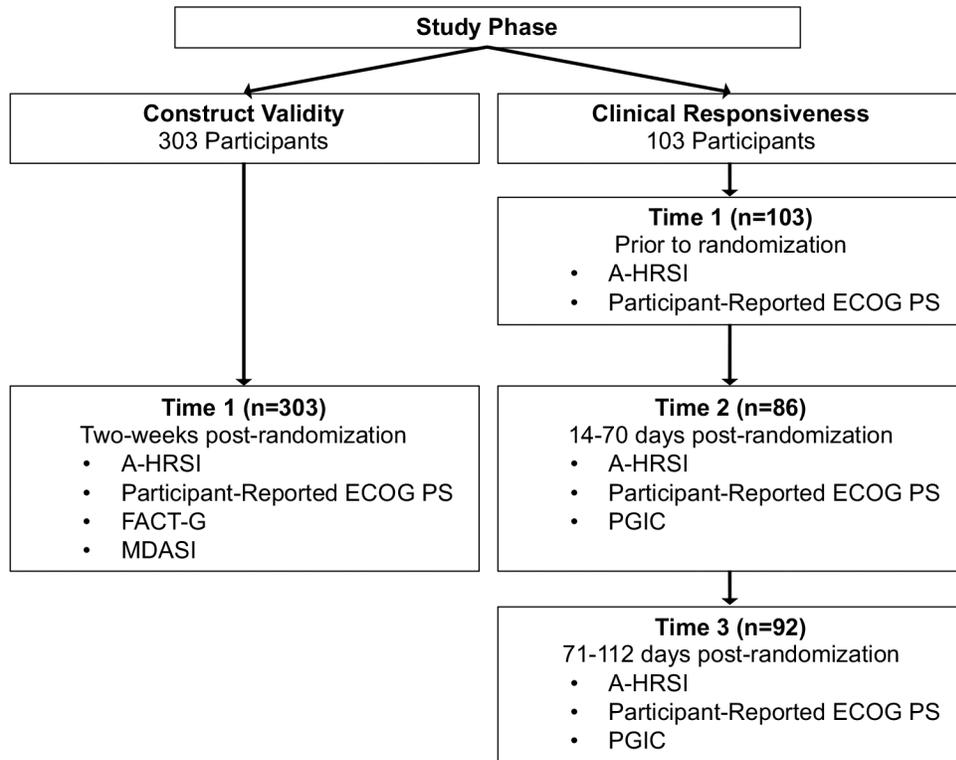 Study Phase
Construct Validity
303 Participants
Clinical Responsiveness
103 Participants
Time 1 (n=103)
Prior to randomization
• A-HRSI
• Participant-Reported ECOG PS
Time 1 (n=303)
Two-weeks post-randomization
• A-HRSI
• Participant-Reported ECOG PS
• FACT-G
• MDASI
Time 2 (n=86)
14-70 days post-randomization
• A-HRSI
• Participant-Reported ECOG PS
• PGIC
Time 3 (n=92)
71-112 days post-randomization
• A-HRSI
• Participant-Reported ECOG PS
• PGIC